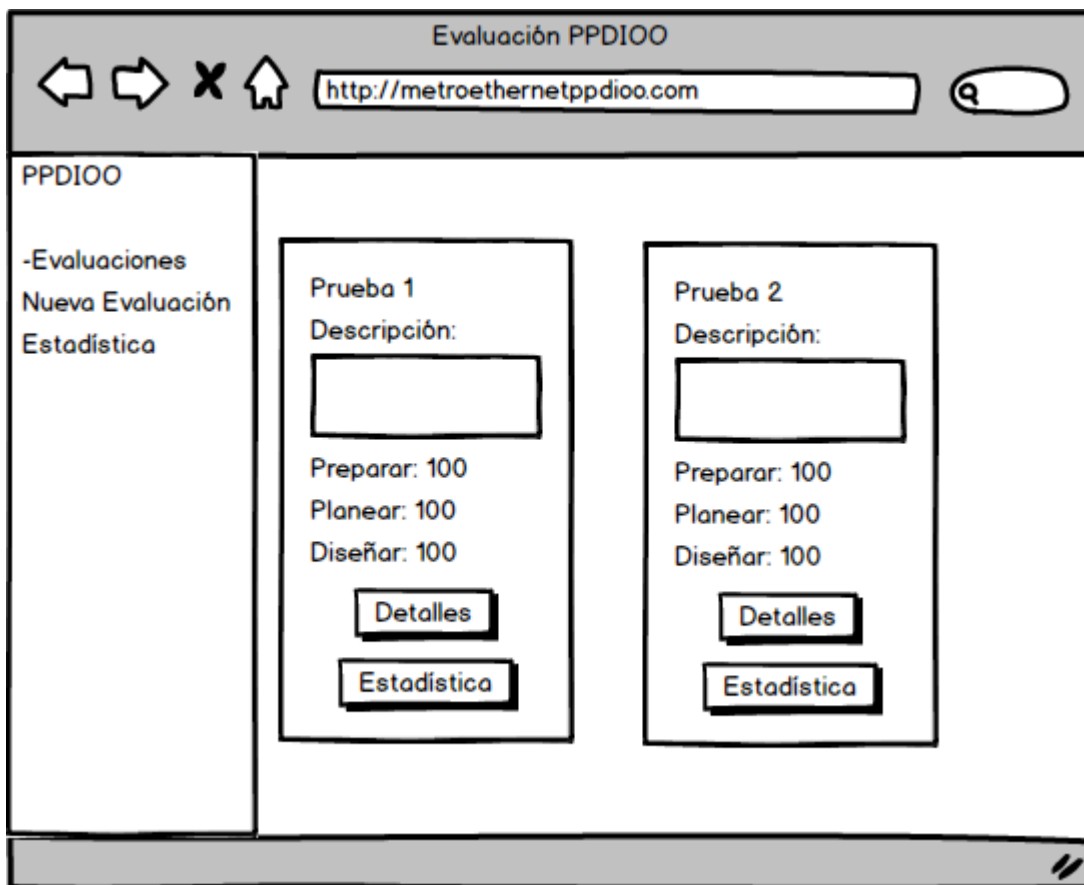 Evaluación PPDIOO
http://metroethernetppdioo.com
PPDIOO
-Evaluaciones
Nueva Evaluación
Estadística
Prueba 1
Descripción:
Preparar: 100
Planear: 100
Diseñar: 100
Detalles
Estadística
Prueba 2
Descripción:
Preparar: 100
Planear: 100
Diseñar: 100
Detalles
Estadística